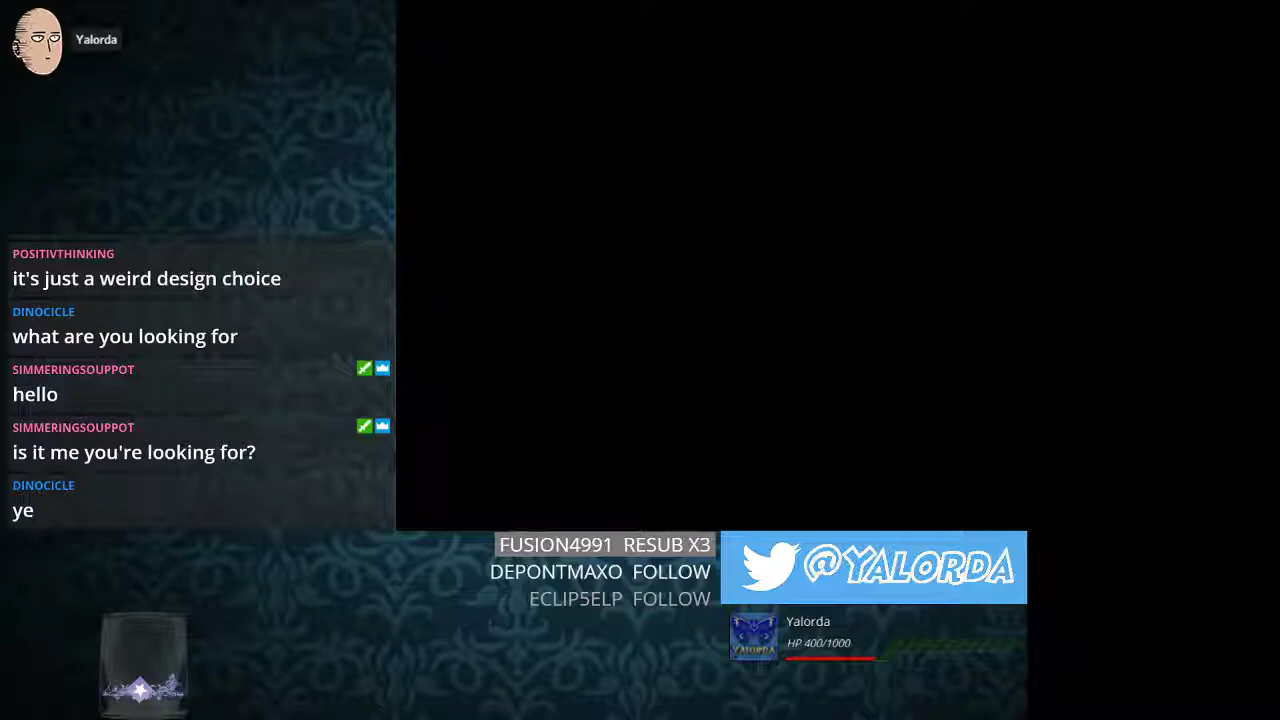 Yalorda
POSITIVTHINKING
it's just a weird design choice
DINOCICLE
what are you looking for
SIMMERINGSOUPPOT
hello
SIMMERINGSOUPPOT
is it me you're looking for?
DINOCICLE
ye
FUSION4991 RESUB X3
DEPONTMAXO FOLLOW
ECLIP5ELP FOLLOW
@YALORDA
Yalorda
HP 400/1000
YALORDA